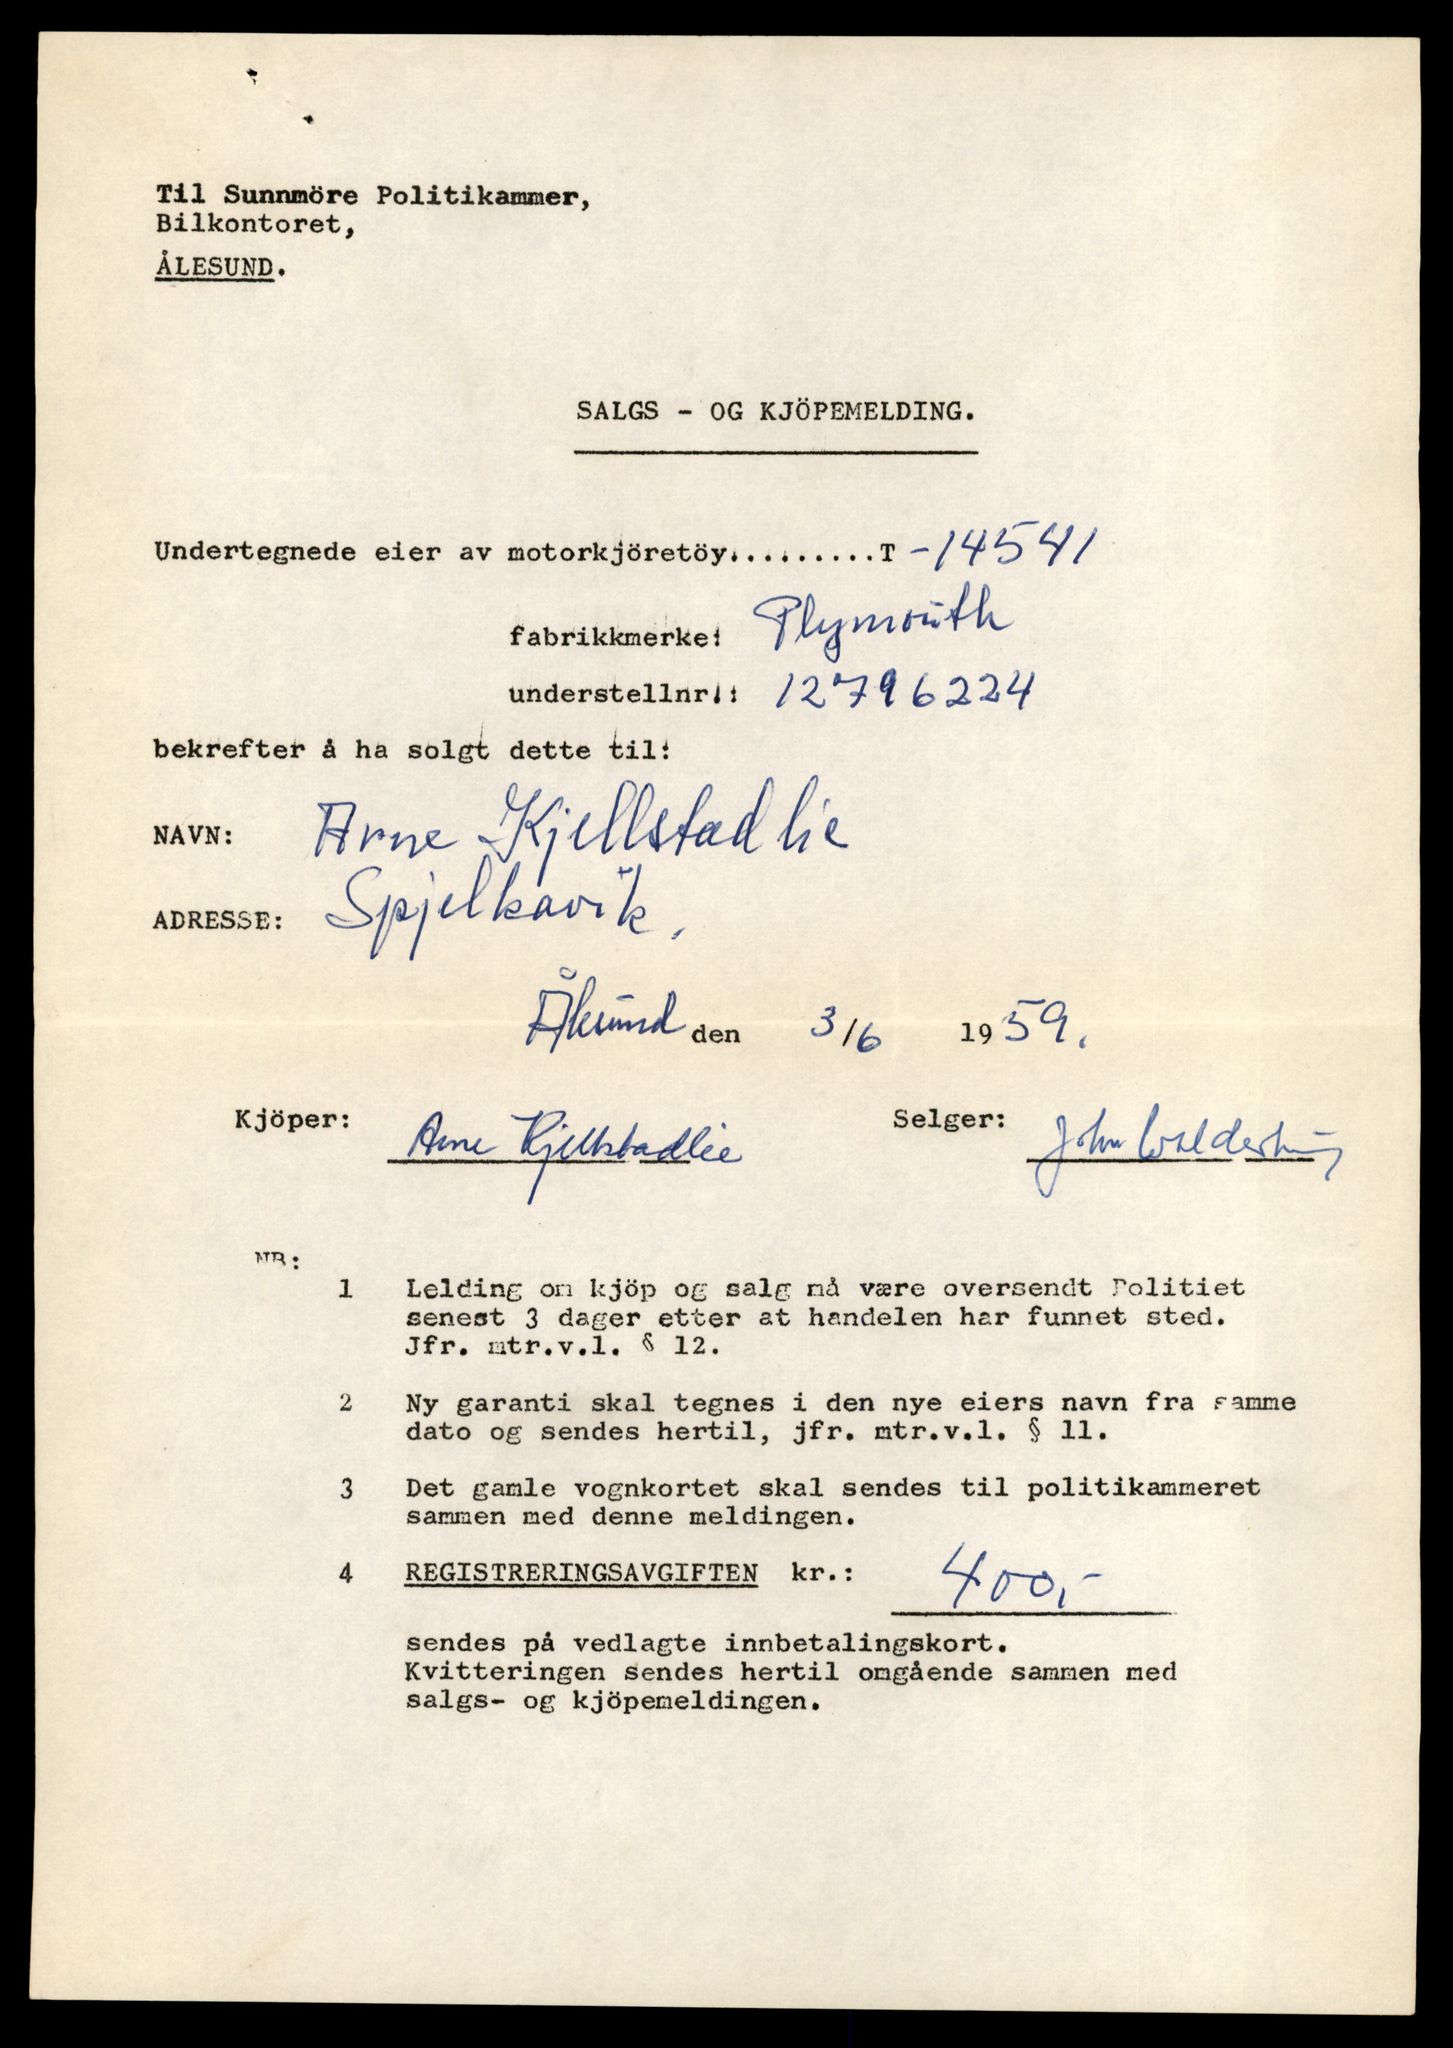 Til Sunnmöre Politikammer,
Bilkontoret,
ÅLESUND.
SALGS - OG KJÖPEMELDING.
Undertegnede eier av motorkjöretöy.........T -14541
fabrikkmerke: Plymouth
understellnr.: 12796224
bekrefter å ha solgt dette til:
NAVN: Arne Kjellstadlie
ADRESSE: Spjelkavik.
Ålesund den 3/6 1959.
Kjöper: Arne Kjellstadlie Selger: John
NB:
1 Lelding om kjöp og salg må være oversendt Politiet
senest 3 dager etter at handelen har funnet sted.
Jfr. mtr.v.l. § 12.
2 Ny garanti skal tegnes i den nye eiers navn fra samme
dato og sendes hertil, jfr. mtr.v.l. § 11.
3 Det gamle vognkortet skal sendes til politikammeret
sammen med denne meldingen.
4 REGISTRERINGSAVGIFTEN kr.: 400,-
sendes på vedlagte innbetalingskort.
Kvitteringen sendes hertil omgående sammen med
salgs- og kjöpemeldingen.